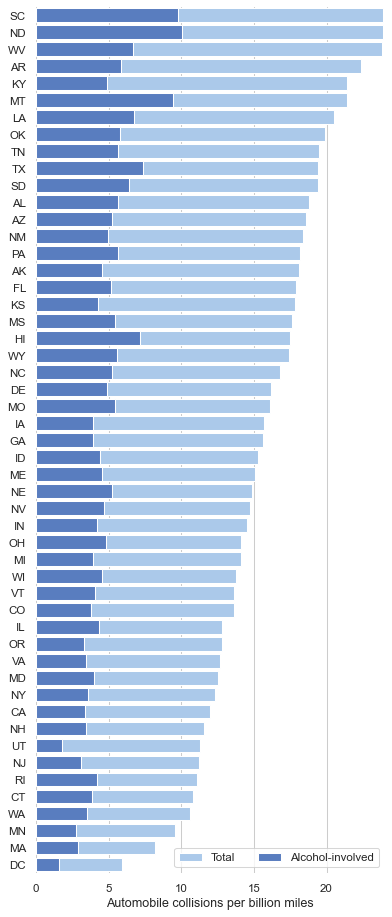 SC
ND
WV
AR
KY
MT
LA
OK
TN
TX
SD
AL
AZ
NM
PA
AK
FL
KS
MS
HI
WY
NC
DE
MO
IA
GA
ID
ME
NE
NV
IN
OH
MI
WI
VT
CO
IL
OR
VA
MD
NY
CA
NH
UT
NJ
RI
CT
WA
MN
MA
DC
Total Alcohol-involved
0 5 10 15 20
Automobile collisions per billion miles